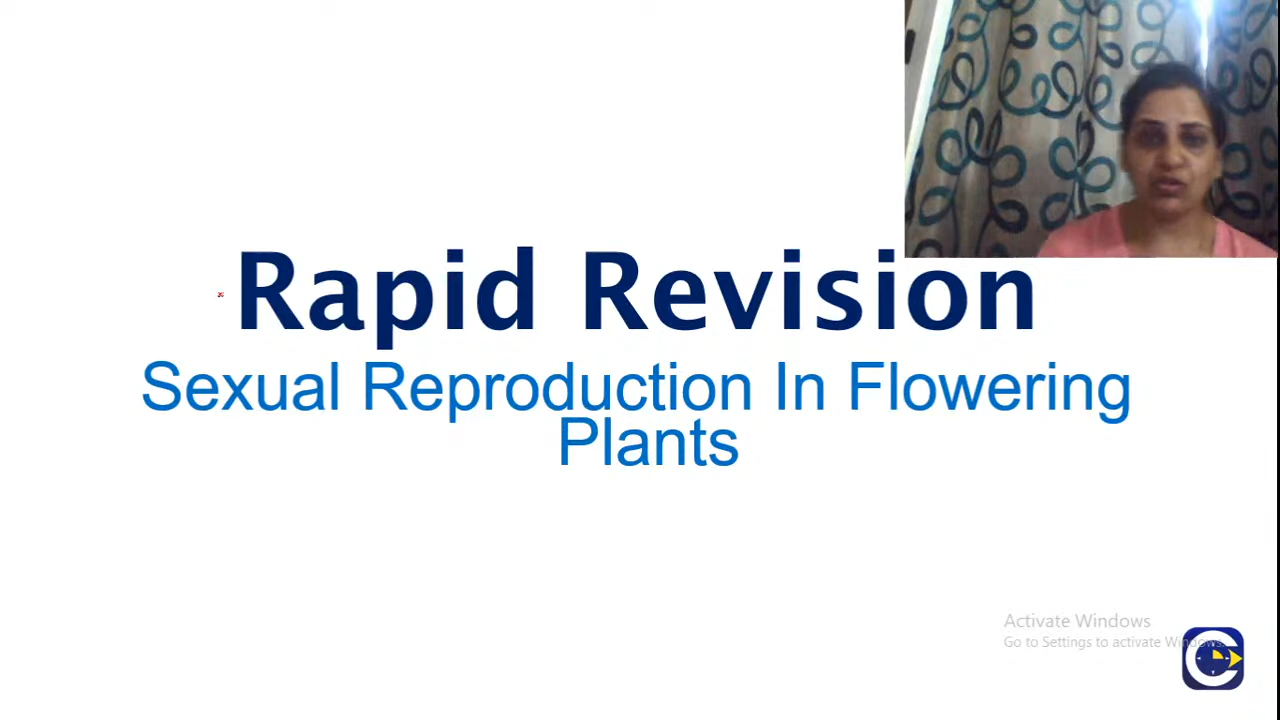 Rapid Revision
Sexual Reproduction In Flowering
Plants
Activate Windows
Go to Settings to activate Windows.